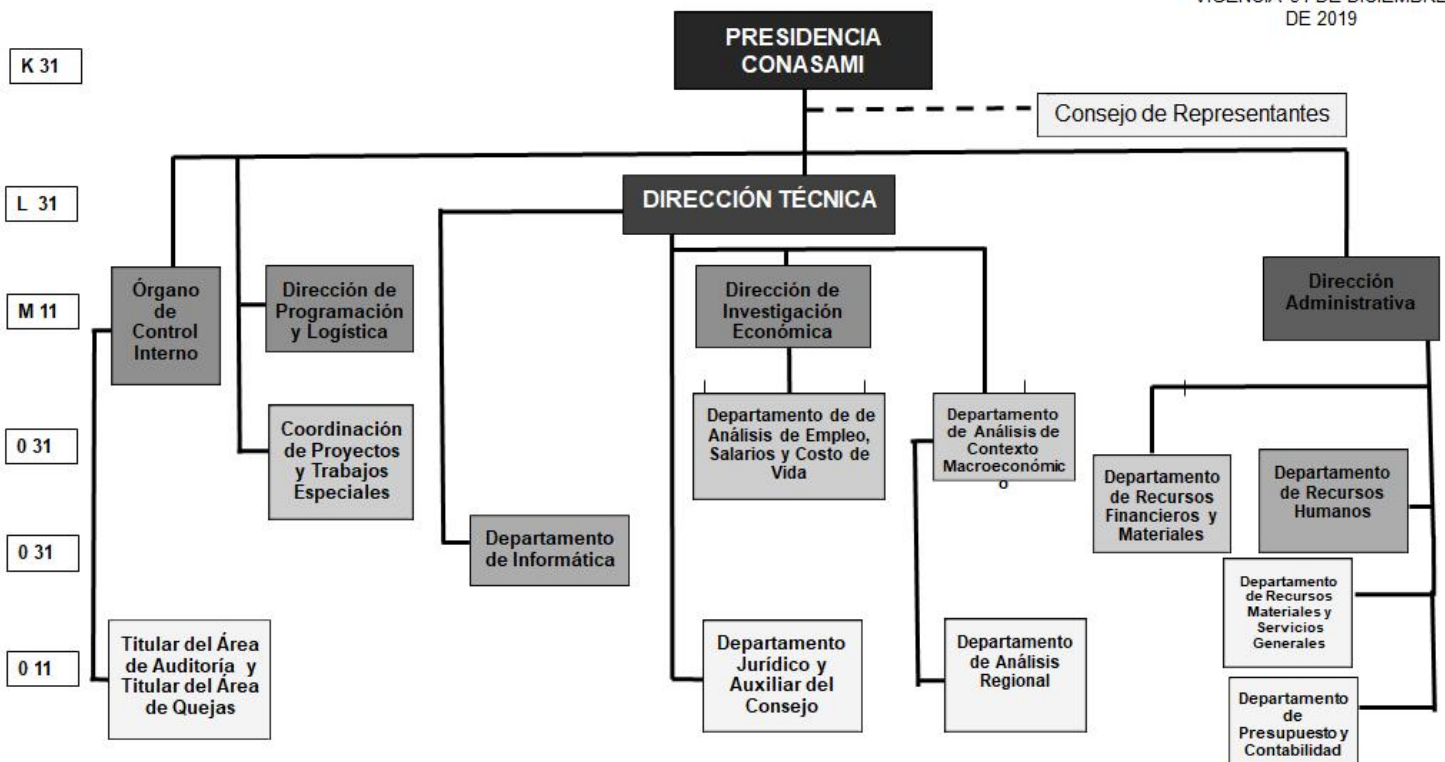 DE 2019
PRESIDENCIA
CONASAMI
K 31
Consejo de Representantes
L 31
DIRECCIÓN TÉCNICA
M 11
Órgano
de
Control
Interno
Dirección de
Programación
y Logística
Dirección de
Investigación
Económica
Dirección
Administrativa
0 31
Coordinación
de Proyectos
y Trabajos
Especiales
Departamento de de
Análisis de Empleo,
Salarios y Costo de
Vida
Departamento
de Análisis de
Contexto
Macroeconómic
o
Departamento
de Recursos
Financieros y
Materiales
Departamento
de Recursos
Humanos
0 31
Departamento
de Informática
Departamento
de Recursos
Materiales y
Servicios
Generales
0 11
Titular del Área
de Auditoría y
Titular del Área
de Quejas
Departamento
Jurídico y
Auxiliar del
Consejo
Departamento
de Análisis
Regional
Departamento
de
Presupuesto y
Contabilidad